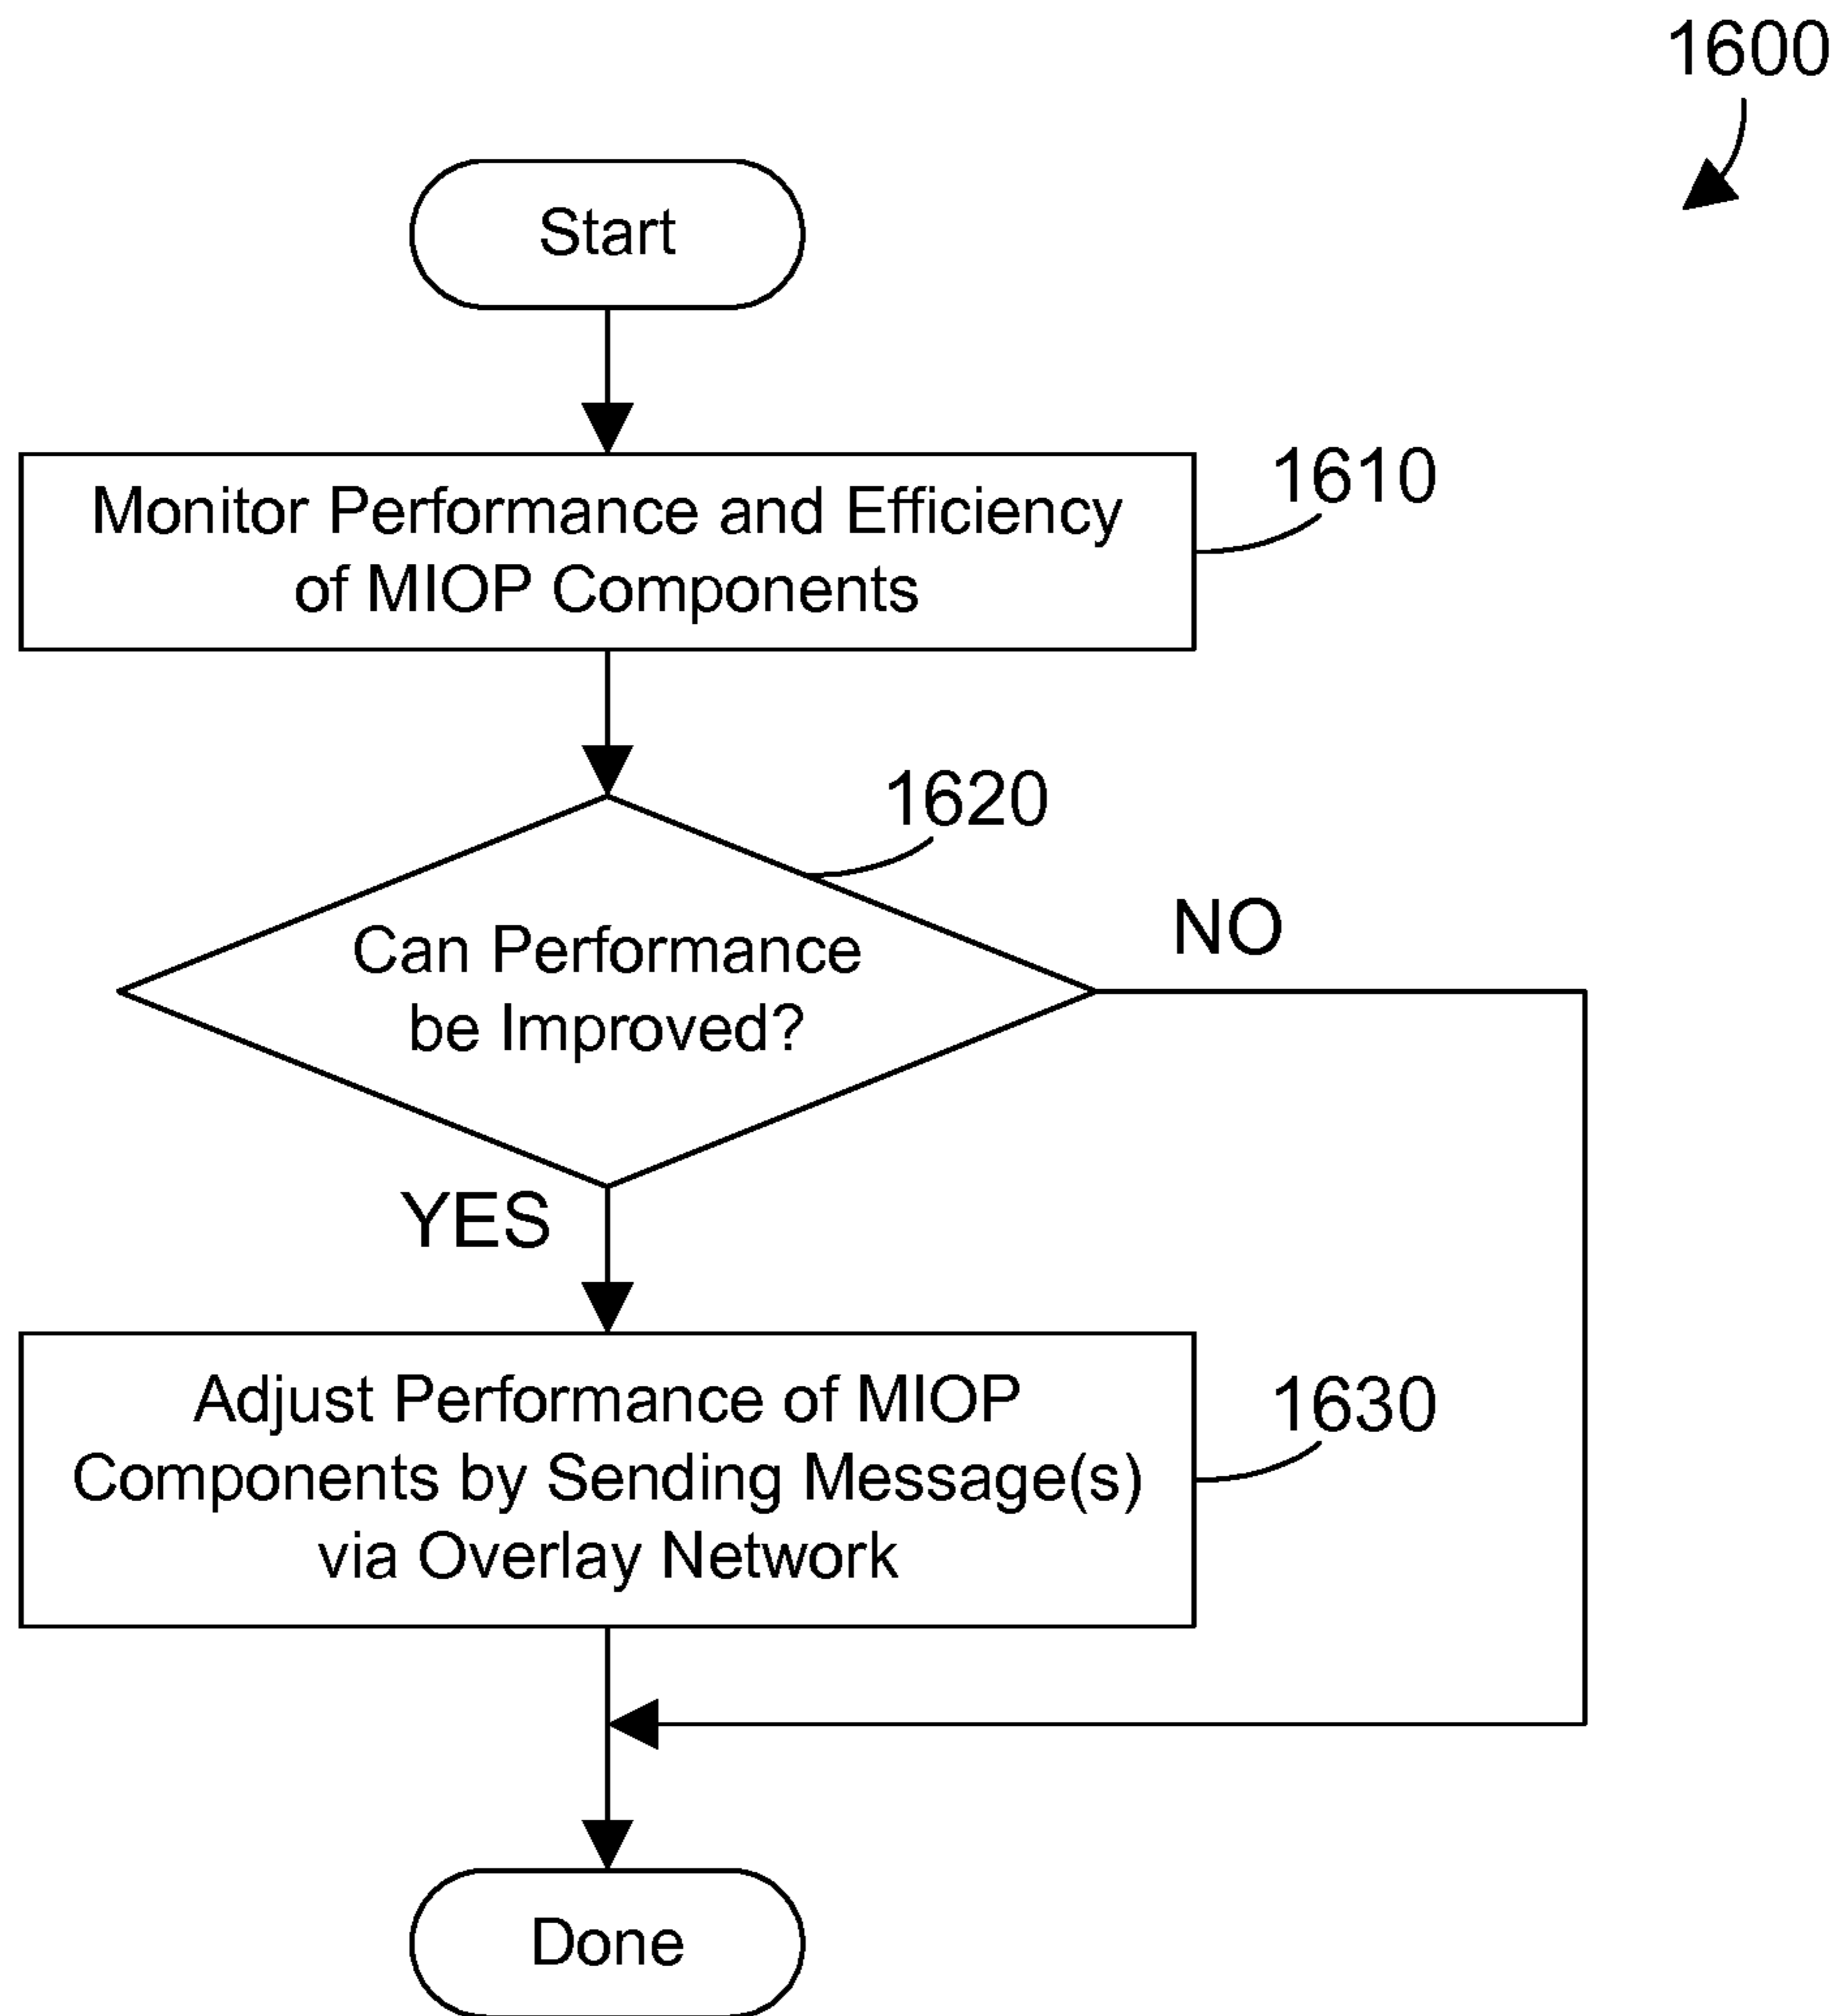 1600
Start
Monitor Performance and Efficiency
of MIOP Components
1610
1620
Can Performance
be Improved?
NO
YES
Adjust Performance of MIOP
Components by Sending Message(s)
via Overlay Network
1630
Done